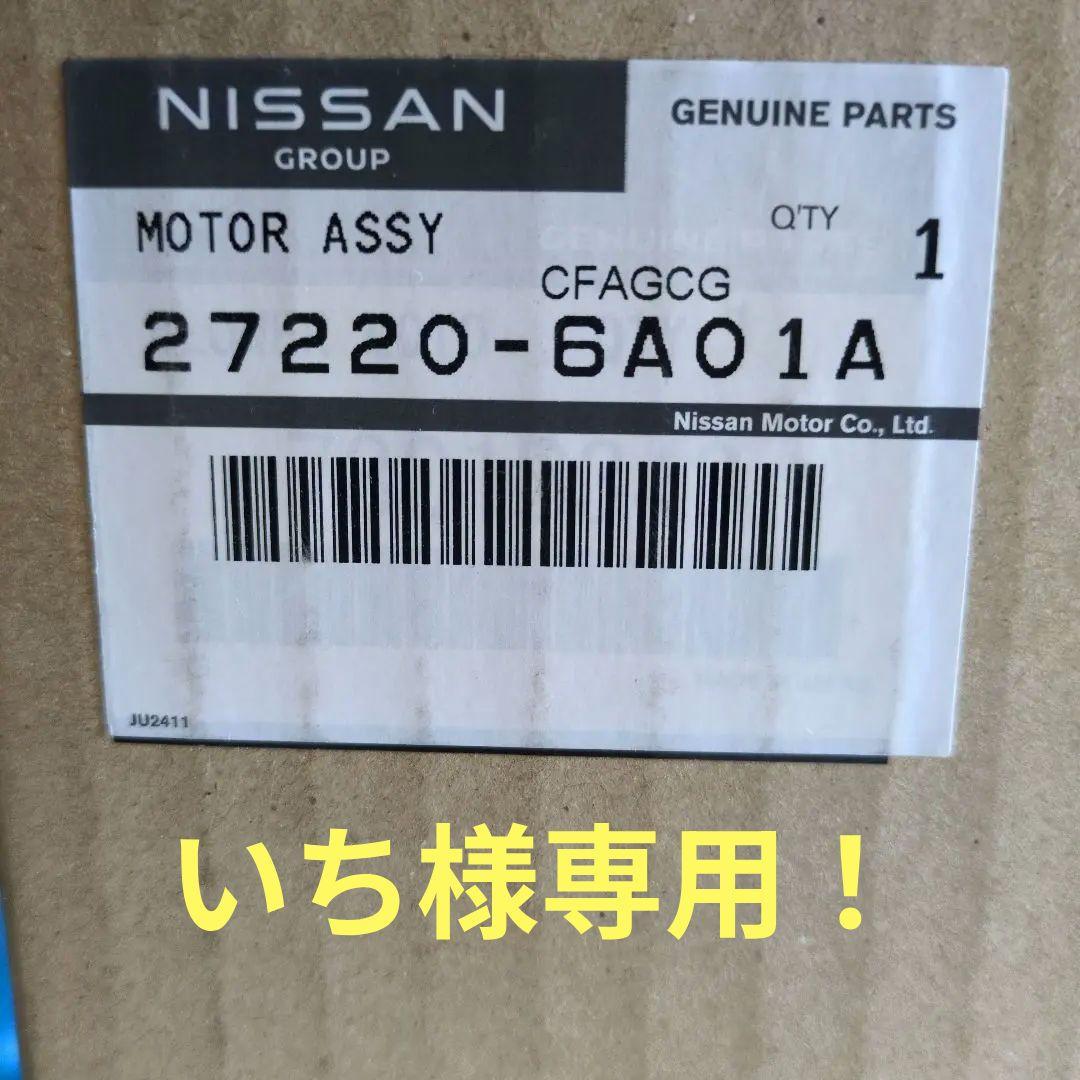 NISSAN
GROUP
GENUINE PARTS
MOTOR ASSY
Q'TY 1
CFAGCG
27220-6A01A
Nissan Motor Co., Ltd.
JU2411
いち様専用！